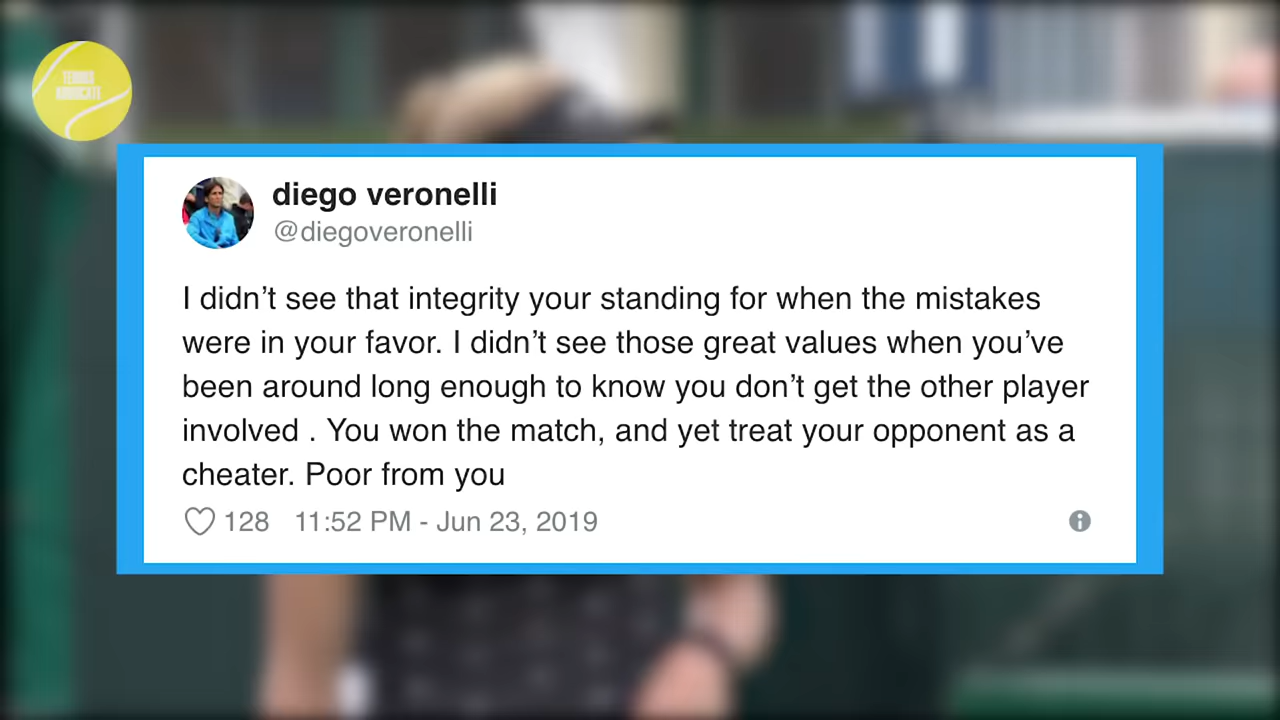 TENNIS
ADVOCATE
diego veronelli
@diegoveronelli
I didn’t see that integrity your standing for when the mistakes
were in your favor. I didn’t see those great values when you’ve
been around long enough to know you don’t get the other player
involved . You won the match, and yet treat your opponent as a
cheater. Poor from you
128 11:52 PM - Jun 23, 2019